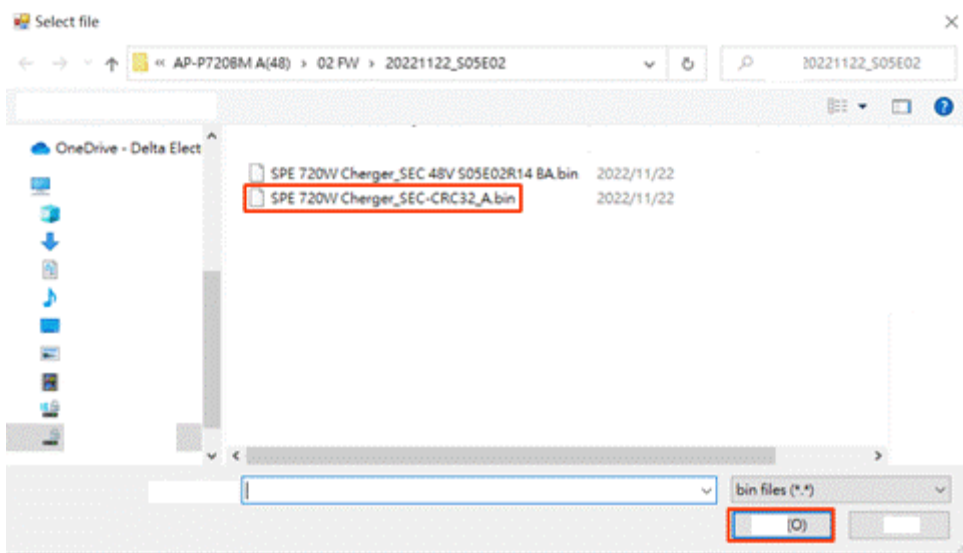 Select file
« AP-P720BM A(48) › 02 FW › 20221122_S05E02
20221122_S05E02
OneDrive - Delta Elect
SPE 720W Cherger_SEC 48V S05E02R14 BA.bin 2022/11/22
SPE 720W Cherger_SEC-CRC32_A.bin 2022/11/22
bin files (*.*)
(O)